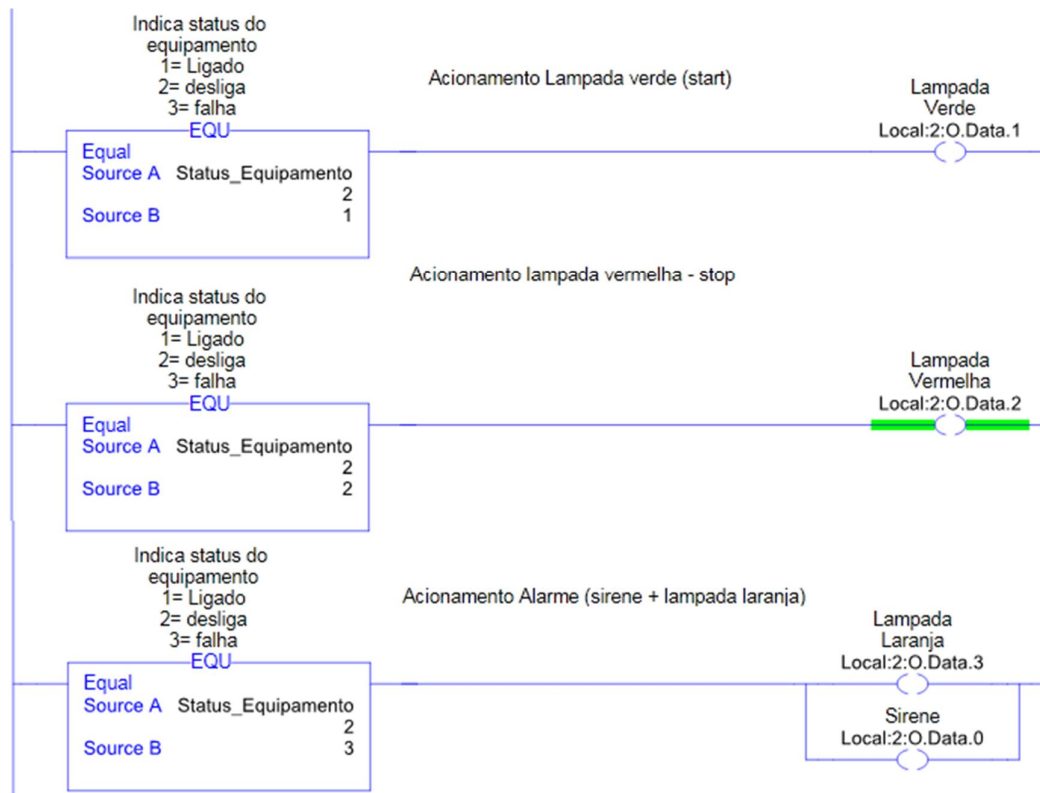 Indica status do
equipamento
1= Ligado
2= desliga
3= falha
EQU
Equal
Source A Status_Equipamento
2
Source B 1
Acionamento Lampada verde (start)
Lampada
Verde
Local:2:O.Data.1
Acionamento lampada vermelha - stop
Indica status do
equipamento
1= Ligado
2= desliga
3= falha
EQU
Equal
Source A Status_Equipamento
2
Source B 2
Lampada
Vermelha
Local:2:O.Data.2
Indica status do
equipamento
1= Ligado
2= desliga
3= falha
EQU
Equal
Source A Status_Equipamento
2
Source B 3
Acionamento Alarme (sirene + lampada laranja)
Lampada
Laranja
Local:2:O.Data.3
Sirene
Local:2:O.Data.0